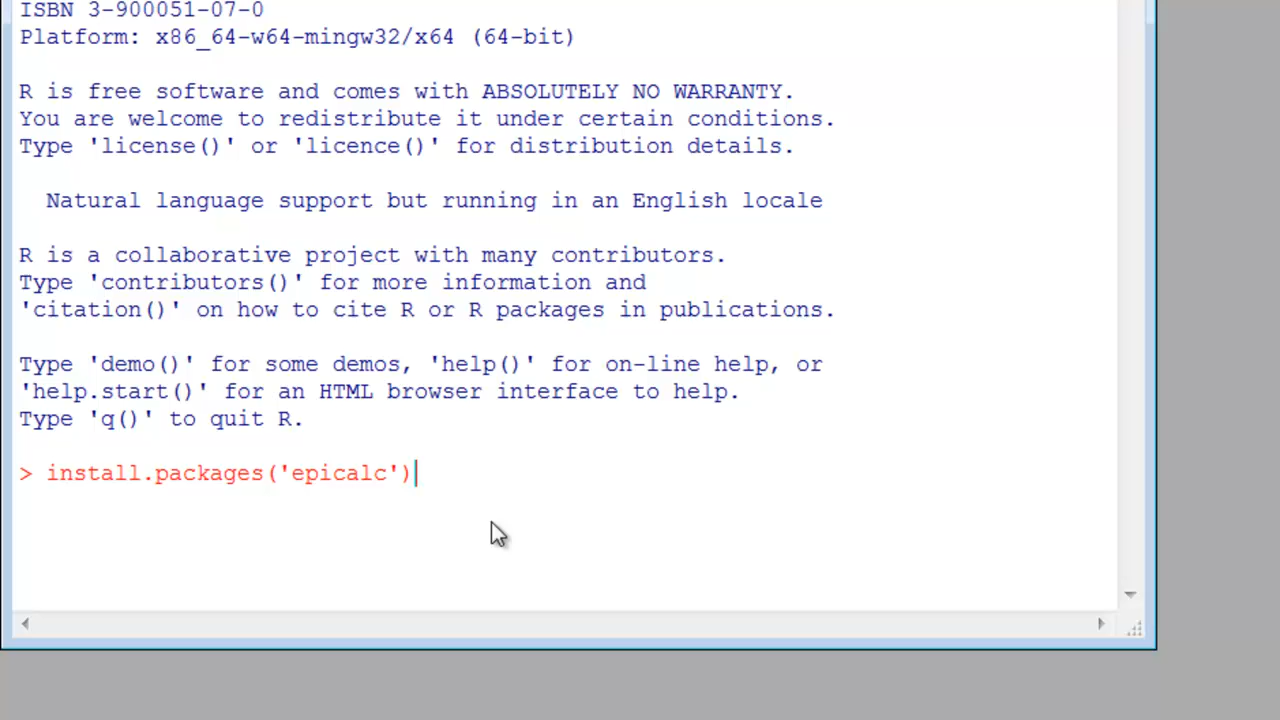 ISBN 3-900051-07-0
Platform: x86_64-w64-mingw32/x64 (64-bit)
R is free software and comes with ABSOLUTELY NO WARRANTY.
You are welcome to redistribute it under certain conditions.
Type 'license()' or 'licence()' for distribution details.
Natural language support but running in an English locale
R is a collaborative project with many contributors.
Type 'contributors()' for more information and
'citation()' on how to cite R or R packages in publications.
Type 'demo()' for some demos, 'help()' for on-line help, or
'help.start()' for an HTML browser interface to help.
Type 'q()' to quit R.
> install.packages('epicalc')